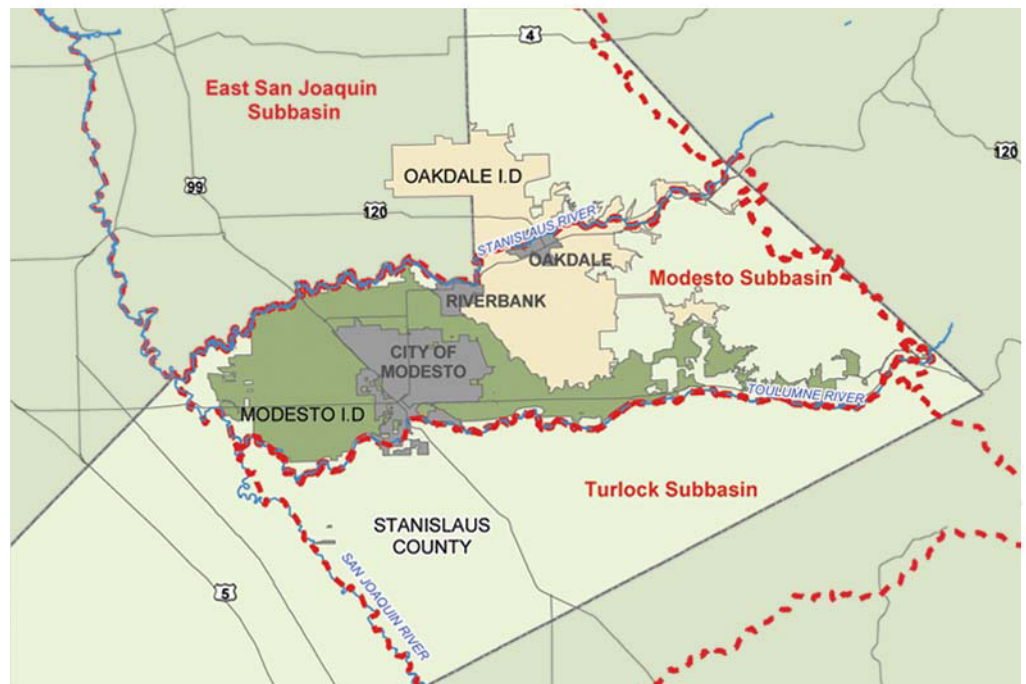 4
East San Joaquin
Subbasin
120
OAKDALE I.D
99
120
STANISLAUS RIVER
OAKDALE
Modesto Subbasin
RIVERBANK
CITY OF
MODESTO
TOULUMNE RIVER
MODESTO I.D
Turlock Subbasin
STANISLAUS
COUNTY
SAN JOAQUIN RIVER
5